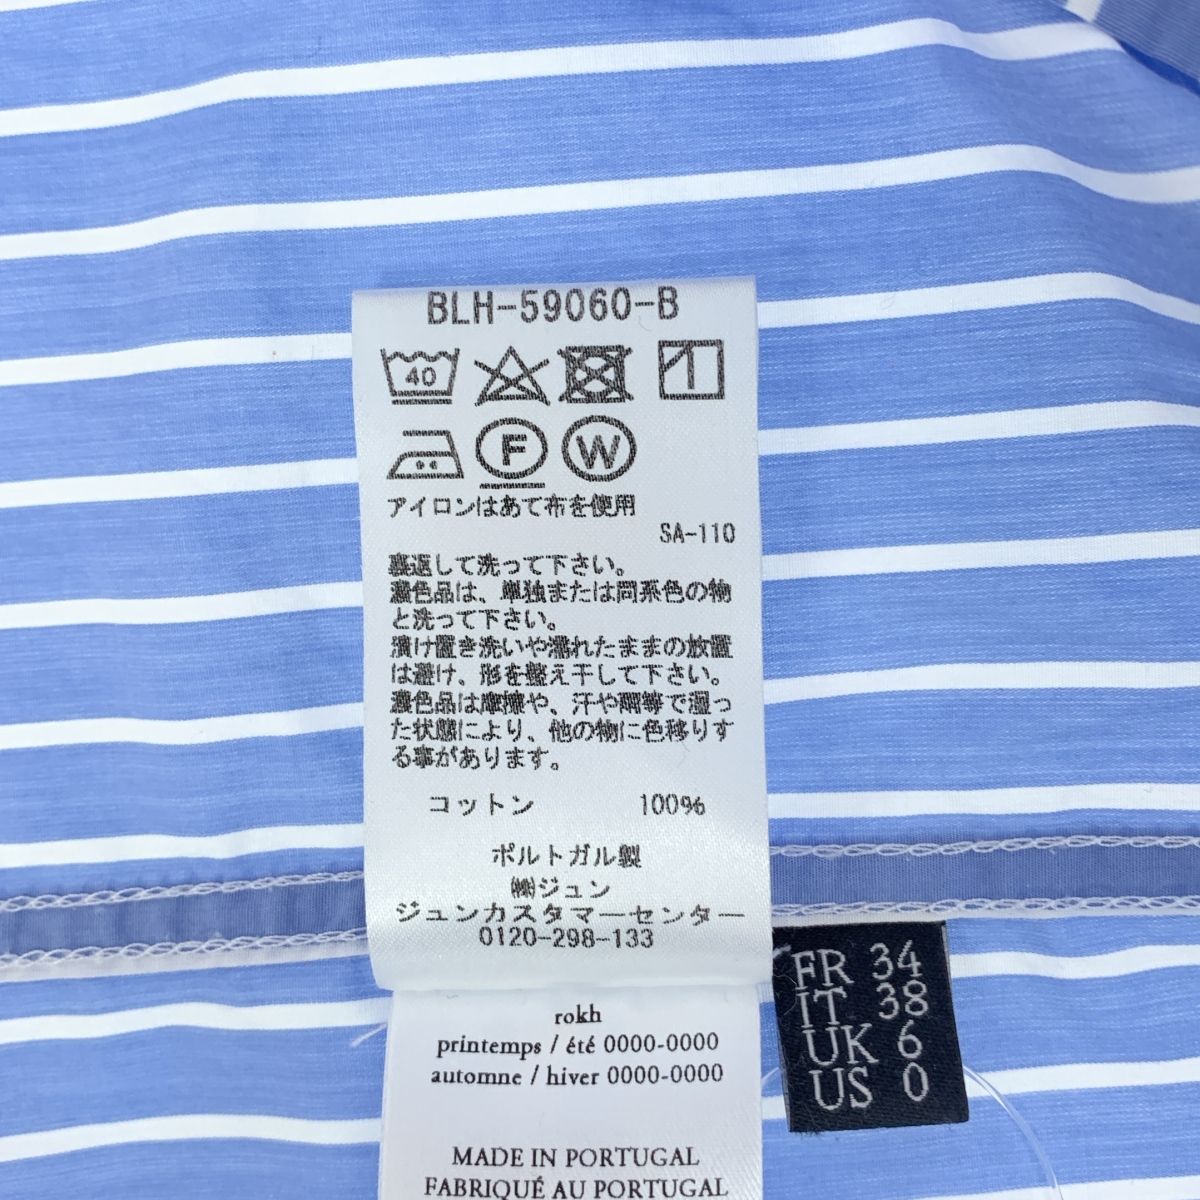 BLH-59060-B
40
F W
アイロンはあて布を使用
SA-110
裏返して洗って下さい。
濃色品は、単独または同系色の物
と洗って下さい。
漬け置き洗いや濡れたままの放置
は避け、形を整え干して下さい。
濃色品は摩擦や、汗や雨等で湿っ
た状態により、他の物に色移りす
る事があります。
コットン 100%
ポルトガル製
㈱ジュン
ジュンカスタマーセンター
0120-298-133
rokh
printemps / été 0000-0000
automne / hiver 0000-0000
MADE IN PORTUGAL
FABRIQUÉ AU PORTUGAL
FR 34
IT 38
UK 6
US 0